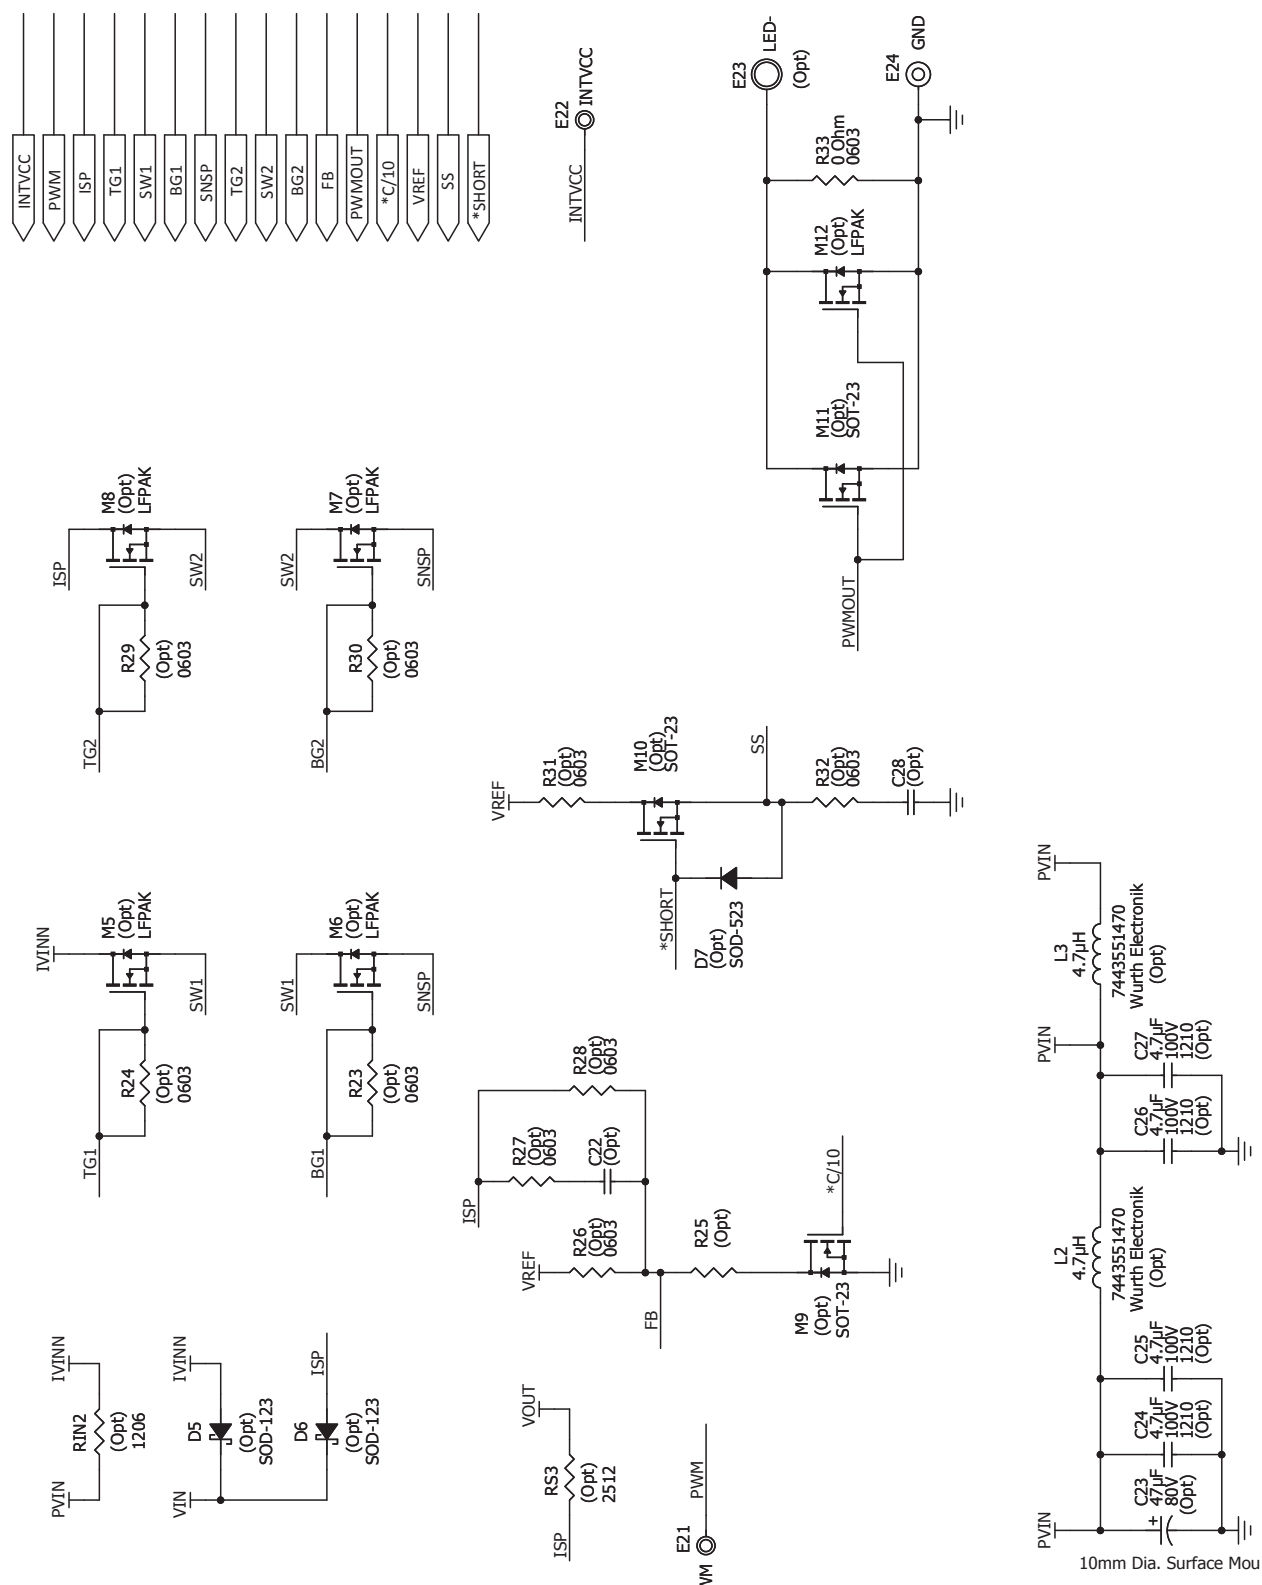 INTVCC
PWM
ISP
TG1
SW1
BG1
SNSP
TG2
SW2
BG2
FB
PWMOUT
*C/10
VREF
SS
*SHORT
E22
INTVCC
INTVCC
E23
LED-
(Opt)
E24
GND
R33
0 Ohm
0603
M12
(Opt)
LFPAK
M11
(Opt)
SOT-23
PWMOUT
M8
(Opt)
LFPAK
ISP
SW2
R29
(Opt)
0603
TG2
M7
(Opt)
LFPAK
SW2
SNSP
R30
(Opt)
0603
BG2
VREF
R31
(Opt)
0603
M10
(Opt)
SOT-23
SS
R32
(Opt)
0603
C28
(Opt)
*SHORT
D7
(Opt)
SOD-523
IVINN
M5
(Opt)
LFPAK
SW1
R24
(Opt)
0603
TG1
M6
(Opt)
LFPAK
SW1
SNSP
R23
(Opt)
0603
BG1
R28
(Opt)
0603
R27
(Opt)
0603
C22
(Opt)
ISP
VREF
R26
(Opt)
0603
R25
(Opt)
*C/10
FB
M9
(Opt)
SOT-23
PVIN
L3
4.7µH
7443551470
Wurth Electronik
(Opt)
PVIN
C27
4.7µF
100V
1210
(Opt)
C26
4.7µF
100V
1210
(Opt)
L2
4.7µH
7443551470
Wurth Electronik
(Opt)
C25
4.7µF
100V
1210
(Opt)
C24
4.7µF
100V
1210
(Opt)
C23
47µF
80V
(Opt)
+
PVIN
10mm Dia. Surface Mou
IVINN
RIN2
(Opt)
1206
PVIN
IVINN
D5
(Opt)
SOD-123
VIN
ISP
D6
(Opt)
SOD-123
VOUT
RS3
(Opt)
2512
ISP
PWM
E21
VM